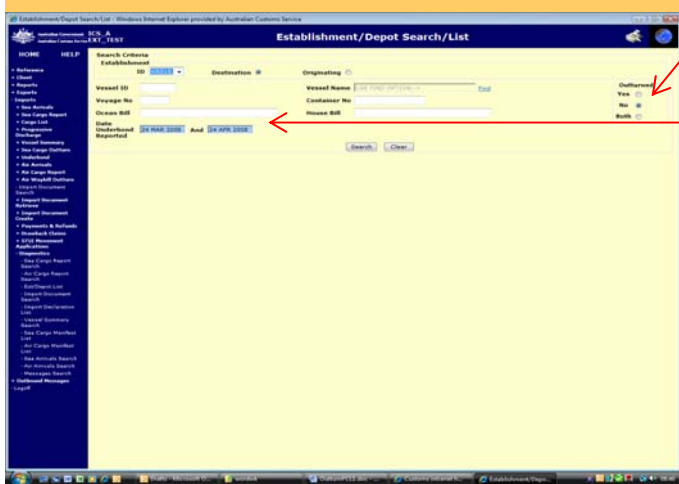 Establishment/Depot Search/List - Windows Internet Explorer provided by Australian Customs Service
Australian Government ICS_A
Australian Customs Service EXT_TEST
Establishment/Depot Search/List
HOME HELP
+ Reference
+ Client
+ Reports
+ Exports
- Imports
+ Sea Arrivals
+ Sea Cargo Report
+ Cargo List
+ Progressive
Discharge
+ Vessel Summary
+ Sea Cargo Outturn
+ Underbond
+ Air Arrivals
+ Air Cargo Report
+ Air Waybill Outturn
- Import Document
Search
+ Import Document
Retrieve
+ Import Document
Create
+ Payments & Refunds
+ Drawback Claims
Movement
Applications
- Diagnostics
- Sea Cargo Report
Search
- Air Cargo Report
Search
- Est/Depot List
- Import Document
Search
- Import Declaration
List
- Vessel Summary
Search
- Sea Cargo Manifest
List
- Air Cargo Manifest
List
- Sea Arrivals Search
- Air Arrivals Search
- Messages Search
+ Outbound Messages
- Logoff
Search Criteria
Establishment
ID
Destination
Originating
Vessel ID
Vessel Name
Find
Voyage No
Container No
Ocean Bill
House Bill
Date
Underbond 24 MAR 2008 And 24 APR 2008
Reported
Outturned
Yes
No
Both
Search Clear